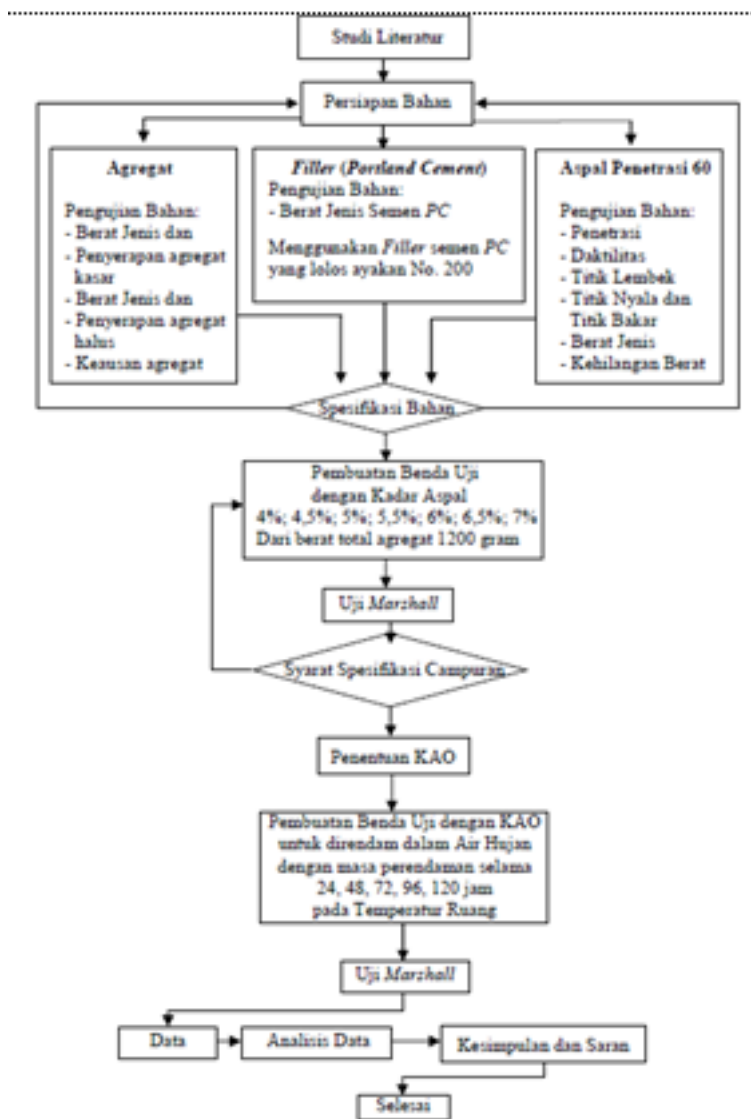 Studi Literatur
Persiapan Bahan
Agregat
Pengujian Bahan:
- Berat Jenis dan
- Penyerapan agregat
kasar
- Berat Jenis dan
- Penyerapan agregat
halus
- Keausan agregat
Filler (Portland Cement)
Pengujian Bahan:
- Berat Jenis Semen PC
Menggunakan Filler semen PC
yang lolos ayakan No. 200
Aspal Penetrasi 60
Pengujian Bahan:
- Penetrasi
- Daktilitas
- Titik Lembek
- Titik Nyala dan
Titik Bakar
- Berat Jenis
- Kehilangan Berat
Spesifikasi Bahan
Pembuatan Benda Uji
dengan Kadar Aspal
4%; 4,5%; 5%; 5,5%; 6%; 6,5%; 7%
Dari berat total agregat 1200 gram
Uji Marshall
Syarat Spesifikasi Campuran
Penentuan KAO
Pembuatan Benda Uji dengan KAO
untuk direndam dalam Air Hujan
dengan masa perendaman selama
24, 48, 72, 96, 120 jam
pada Temperatur Ruang
Uji Marshall
Data
Analisis Data
Kesimpulan dan Saran
Selesas